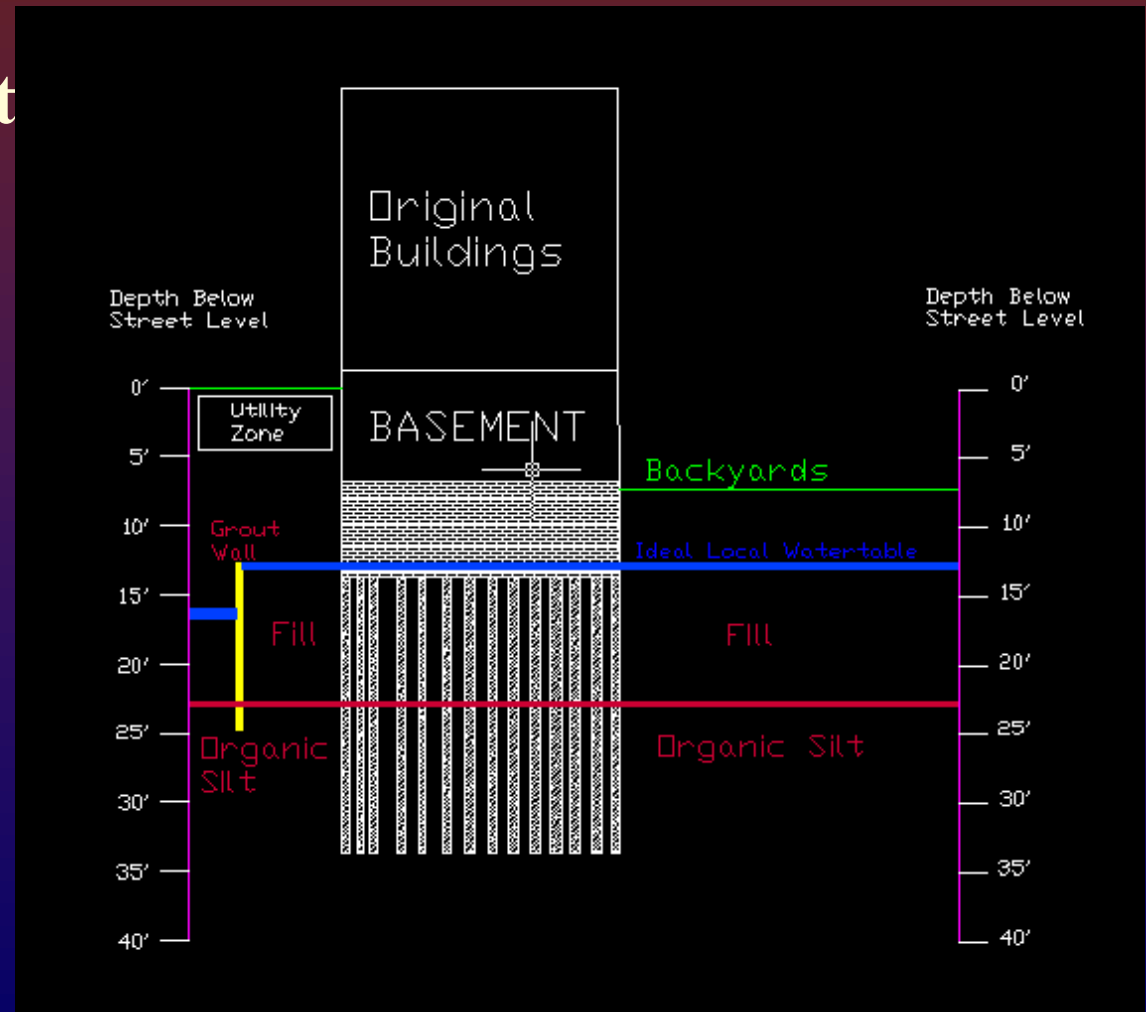 t
Original
Buildings
Depth Below
Street Level
Depth Below
Street Level
0'
Utility
Zone
BASEMENT
0'
5'
Backyards
5'
10'
Grout
Wall
Ideal Local Watertable
10'
15'
Fill
Fill
15'
20'
20'
25'
Organic
Silt
Organic Silt
25'
30'
30'
35'
35'
40'
40'